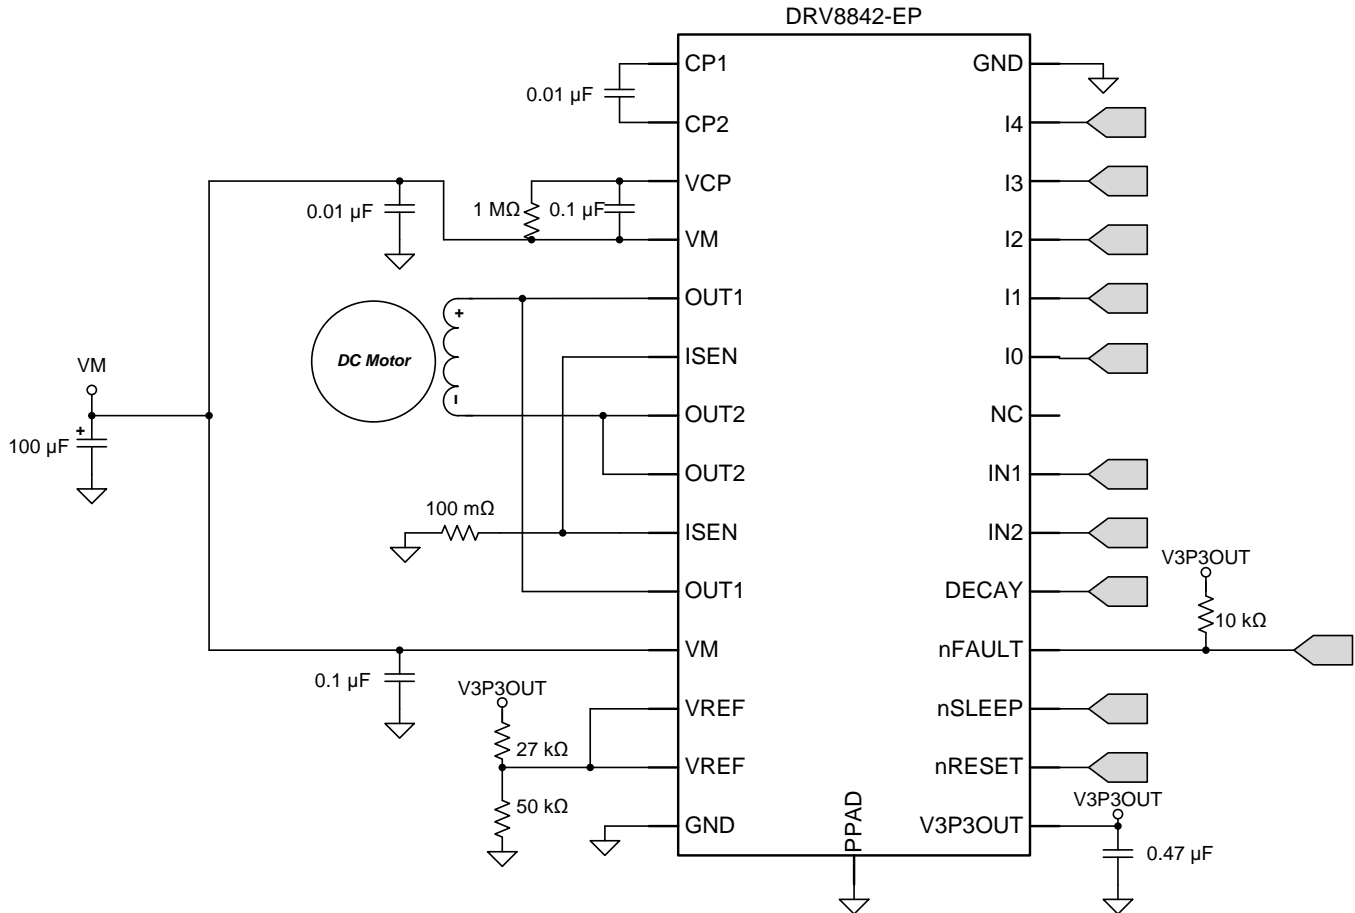 DRV8842-EP
CP1
GND
0.01 µF
CP2
I4
VCP
I3
0.01 µF
1 MΩ
0.1 µF
VM
I2
OUT1
I1
+
DC Motor
ISEN
I0
VM
-
OUT2
NC
+
100 µF
OUT2
IN1
100 mΩ
ISEN
IN2
V3P3OUT
OUT1
DECAY
10 kΩ
VM
nFAULT
0.1 µF
V3P3OUT
VREF
nSLEEP
27 kΩ
VREF
nRESET
V3P3OUT
50 kΩ
GND
PPAD
V3P3OUT
0.47 µF